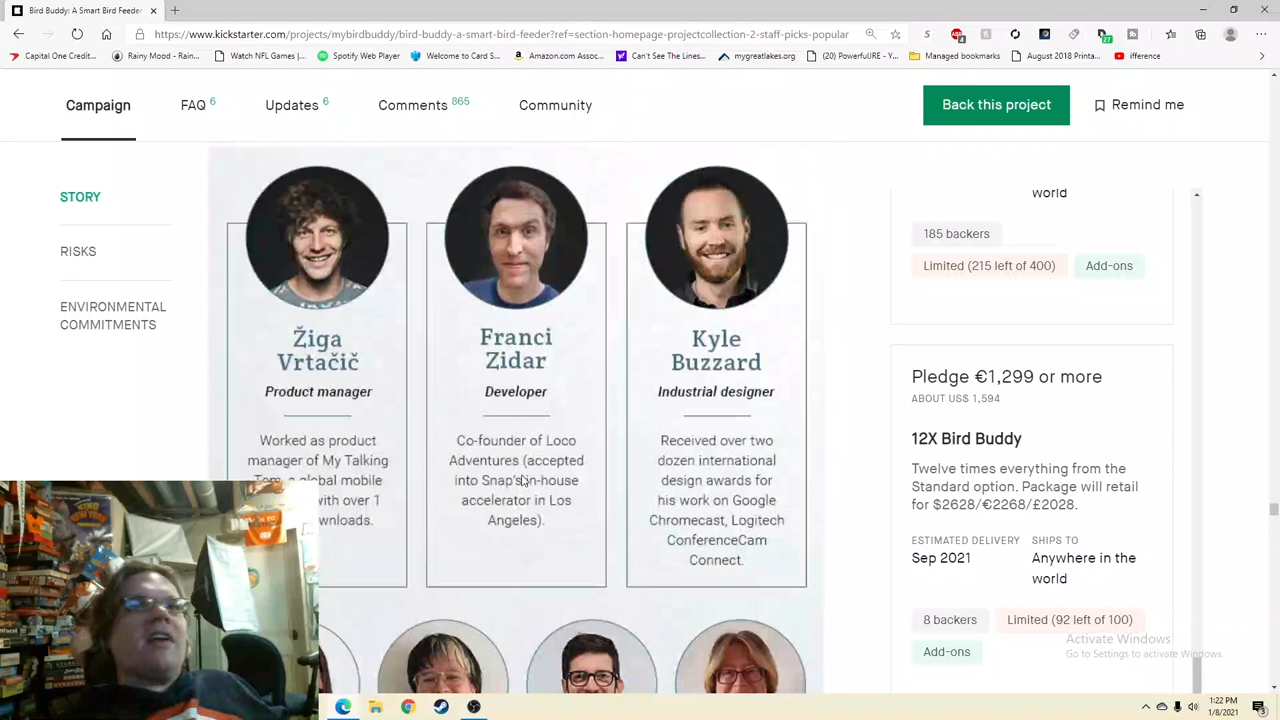 Bird Buddy: A Smart Bird Feeder
https://www.kickstarter.com/projects/mybirdbuddy/bird-buddy-a-smart-bird-feeder?ref=section-homepage-projectcollection-2-staff-picks-popular
Capital One Credit...
Rainy Mood • Rain...
Watch NFL Games |...
Spotify Web Player
Welcome to Card S...
Amazon.com Assoc...
Can't See The Lines...
mygreatlakes.org
(20) PowerfulJRE - Y...
Managed bookmarks
August 2018 Printa...
ifference
Campaign
FAQ 6
Updates 6
Comments 865
Community
Back this project
Remind me
STORY
RISKS
ENVIRONMENTAL
COMMITMENTS
Žiga
Vrtačič
Product manager
Worked as product
manager of My Talking
global mobile
with over 1
wnloads.
Franci
Zidar
Developer
Co-founder of Loco
Adventures (accepted
into Snap's in-house
accelerator in Los
Angeles).
Kyle
Buzzard
Industrial designer
Received over two
dozen international
design awards for
his work on Google
Chromecast, Logitech
ConferenceCam
Connect.
world
185 backers
Limited (215 left of 400)
Add-ons
Pledge €1,299 or more
ABOUT US$ 1,594
12X Bird Buddy
Twelve times everything from the
Standard option. Package will retail
for $2628/€2268/£2028.
ESTIMATED DELIVERY
Sep 2021
SHIPS TO
Anywhere in the
world
8 backers
Limited (92 left of 100)
Add-ons
Activate Windows
Go to Settings to activate Windows.
1:22 PM
1/8/2021